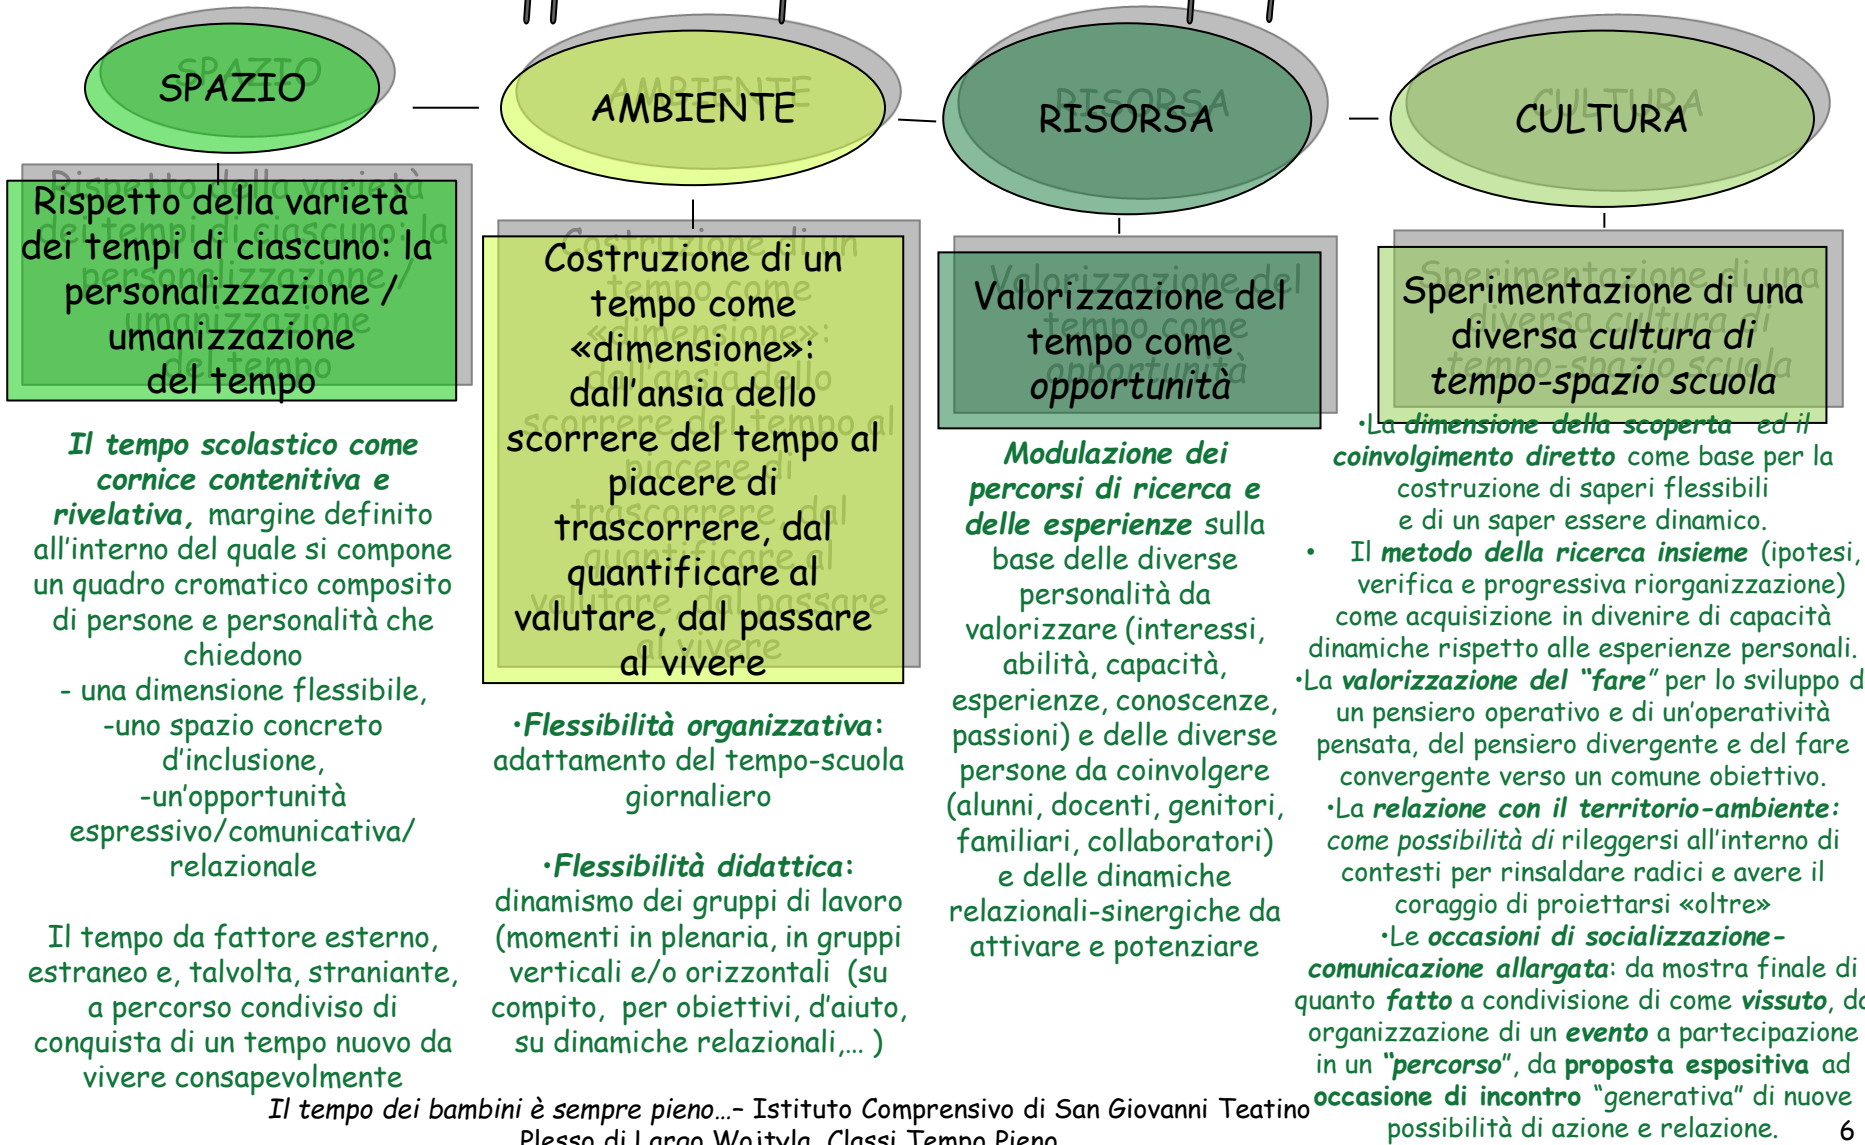 SPAZIO
Rispetto della varietà
dei tempi di ciascuno: la
personalizzazione /
umanizzazione
del tempo
Il tempo scolastico come
cornice contenitiva e
rivelativa, margine definito
all'interno del quale si compone
un quadro cromatico composito
di persone e personalità che
chiedono
- una dimensione flessibile,
-uno spazio concreto
d'inclusione,
-un'opportunità
espressivo/comunicativa/
relazionale
Il tempo da fattore esterno,
estraneo e, talvolta, straniante,
a percorso condiviso di
conquista di un tempo nuovo da
vivere consapevolmente
AMBIENTE
Costruzione di un
tempo come
«dimensione»:
dall'ansia dello
scorrere del tempo al
piacere di
trascorrere, dal
quantificare al
valutare, dal passare
al vivere
•Flessibilità organizzativa:
adattamento del tempo-scuola
giornaliero
•Flessibilità didattica:
dinamismo dei gruppi di lavoro
(momenti in plenaria, in gruppi
verticali e/o orizzontali (su
compito, per obiettivi, d'aiuto,
su dinamiche relazionali,… )
RISORSA
Valorizzazione del
tempo come
opportunità
Modulazione dei
percorsi di ricerca e
delle esperienze sulla
base delle diverse
personalità da
valorizzare (interessi,
abilità, capacità,
esperienze, conoscenze,
passioni) e delle diverse
persone da coinvolgere
(alunni, docenti, genitori,
familiari, collaboratori)
e delle dinamiche
relazionali-sinergiche da
attivare e potenziare
CULTURA
Sperimentazione di una
diversa cultura di
tempo-spazio scuola
•La dimensione della scoperta ed il
coinvolgimento diretto come base per la
costruzione di saperi flessibili
e di un saper essere dinamico.
• Il metodo della ricerca insieme (ipotesi,
verifica e progressiva riorganizzazione)
come acquisizione in divenire di capacità
dinamiche rispetto alle esperienze personali.
•La valorizzazione del "fare" per lo sviluppo d
un pensiero operativo e di un'operatività
pensata, del pensiero divergente e del fare
convergente verso un comune obiettivo.
•La relazione con il territorio-ambiente:
come possibilità di rileggersi all'interno di
contesti per rinsaldare radici e avere il
coraggio di proiettarsi «oltre»
•Le occasioni di socializzazione-
comunicazione allargata: da mostra finale di
quanto fatto a condivisione di come vissuto, da
organizzazione di un evento a partecipazione
in un "percorso", da proposta espositiva ad
occasione di incontro "generativa" di nuove
possibilità di azione e relazione.
Il tempo dei bambini è sempre pieno…– Istituto Comprensivo di San Giovanni Teatino
Plesso di Largo Wojtyla, Classi Tempo Pieno
6